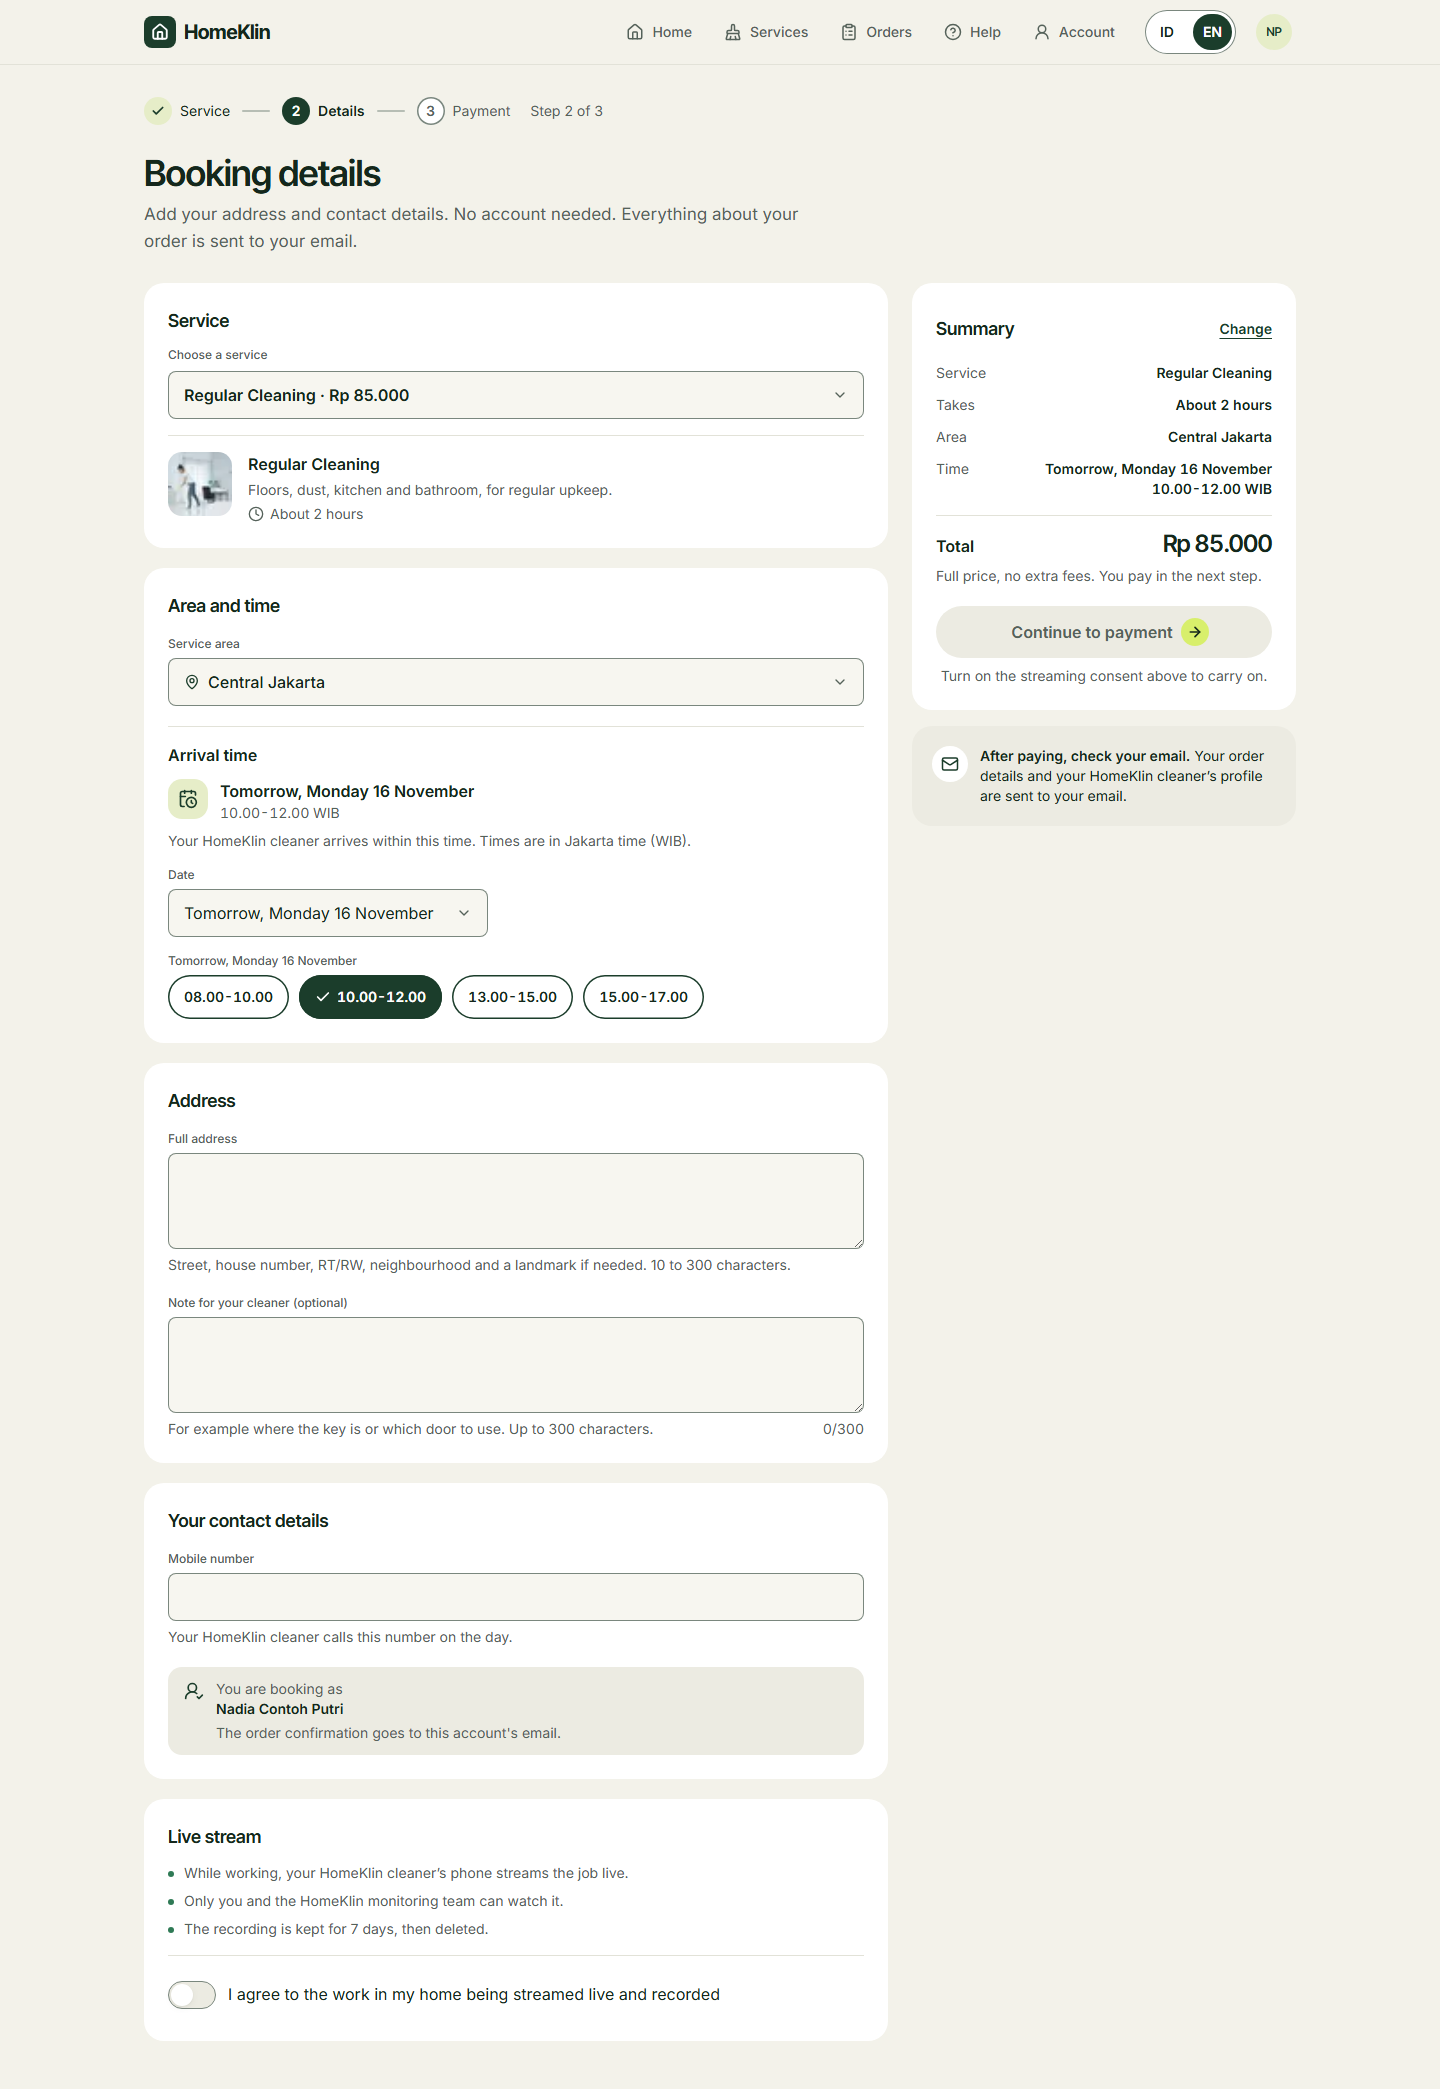 HomeKlin
Home
Services
Orders
Help
Account
ID
EN
NP
Service
2
Details
3
Payment
Step 2 of 3
Booking details
Add your address and contact details. No account needed. Everything about your
order is sent to your email.
Service
Choose a service
Regular Cleaning · Rp 85.000
Regular Cleaning
Floors, dust, kitchen and bathroom, for regular upkeep.
About 2 hours
Area and time
Service area
Central Jakarta
Arrival time
Tomorrow, Monday 16 November
10.00-12.00 WIB
Your HomeKlin cleaner arrives within this time. Times are in Jakarta time (WIB).
Date
Tomorrow, Monday 16 November
Tomorrow, Monday 16 November
08.00-10.00
10.00-12.00
13.00-15.00
15.00-17.00
Address
Full address
Street, house number, RT/RW, neighbourhood and a landmark if needed. 10 to 300 characters.
Note for your cleaner (optional)
For example where the key is or which door to use. Up to 300 characters.
0/300
Your contact details
Mobile number
Your HomeKlin cleaner calls this number on the day.
You are booking as
Nadia Contoh Putri
The order confirmation goes to this account's email.
Live stream
While working, your HomeKlin cleaner’s phone streams the job live.
Only you and the HomeKlin monitoring team can watch it.
The recording is kept for 7 days, then deleted.
I agree to the work in my home being streamed live and recorded
Summary
Change
Service
Regular Cleaning
Takes
About 2 hours
Area
Central Jakarta
Time
Tomorrow, Monday 16 November
10.00-12.00 WIB
Total
Rp 85.000
Full price, no extra fees. You pay in the next step.
Continue to payment
Turn on the streaming consent above to carry on.
After paying, check your email. Your order
details and your HomeKlin cleaner’s profile
are sent to your email.